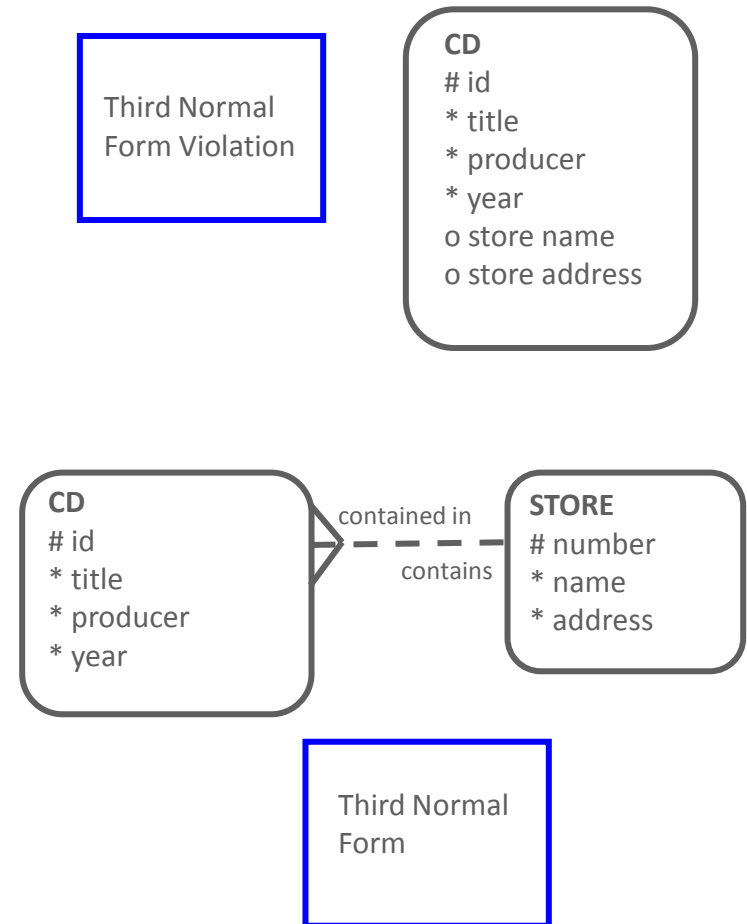 Third Normal
Form Violation
CD
# id
* title
* producer
* year
o store name
o store address
CD
# id
* title
* producer
* year
contained in
contains
STORE
# number
* name
* address
Third Normal
Form